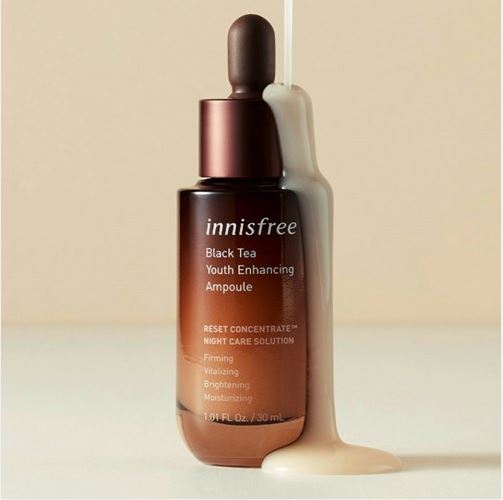 innisfree
Black Tea
Youth Enhancing
Ampoule
RESET CONCENTRATE™
NIGHT CARE SOLUTION
Firming
Vitalizing
Brightening
Moisturizing
1.01 FL Oz. / 30 mL